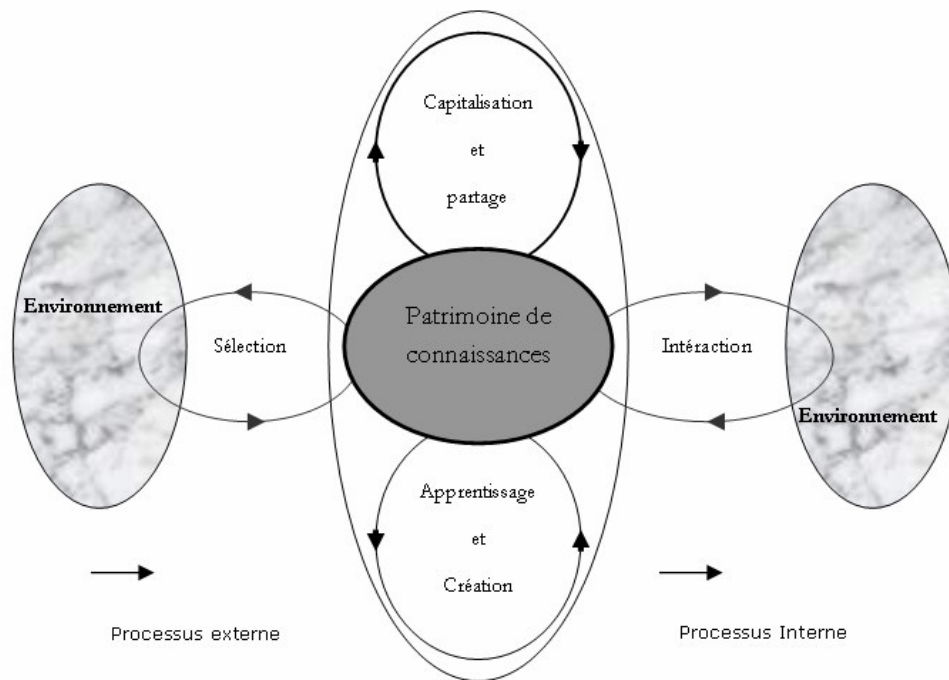 Capitalisation
et
partage
Environnement
Sélection
Patrimoine de
connaissances
Intéraction
Environnement
Apprentissage
et
Création
Processus externe
Processus Interne